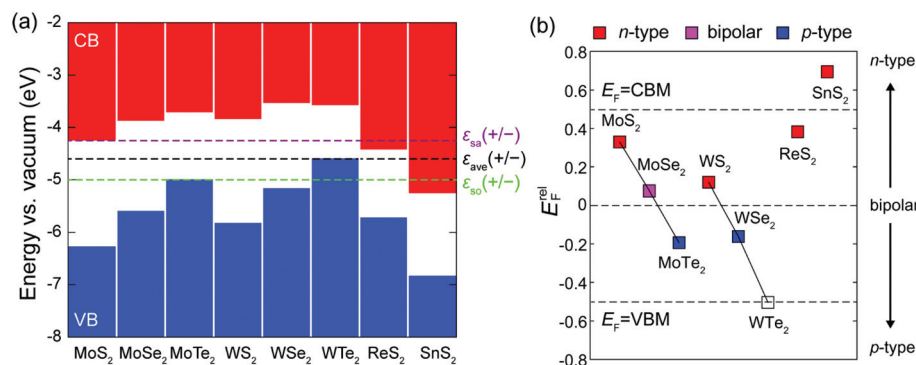 (a)
Energy vs. vacuum (eV)
-2
-3
-4
-5
-6
-7
-8
CB
VB
εsa(+/−)
εave(+/−)
εso(+/−)
MoS2 MoSe2 MoTe2 WS2 WSe2 WTe2 ReS2 SnS2
(b)
n-type bipolar p-type
EFrel
0.8
0.6
0.4
0.2
0
-0.2
-0.4
-0.6
-0.8
EF=CBM
SnS2
MoS2
ReS2
MoSe2
WS2
WSe2
MoTe2
EF=VBM
WTe2
n-type
bipolar
p-type